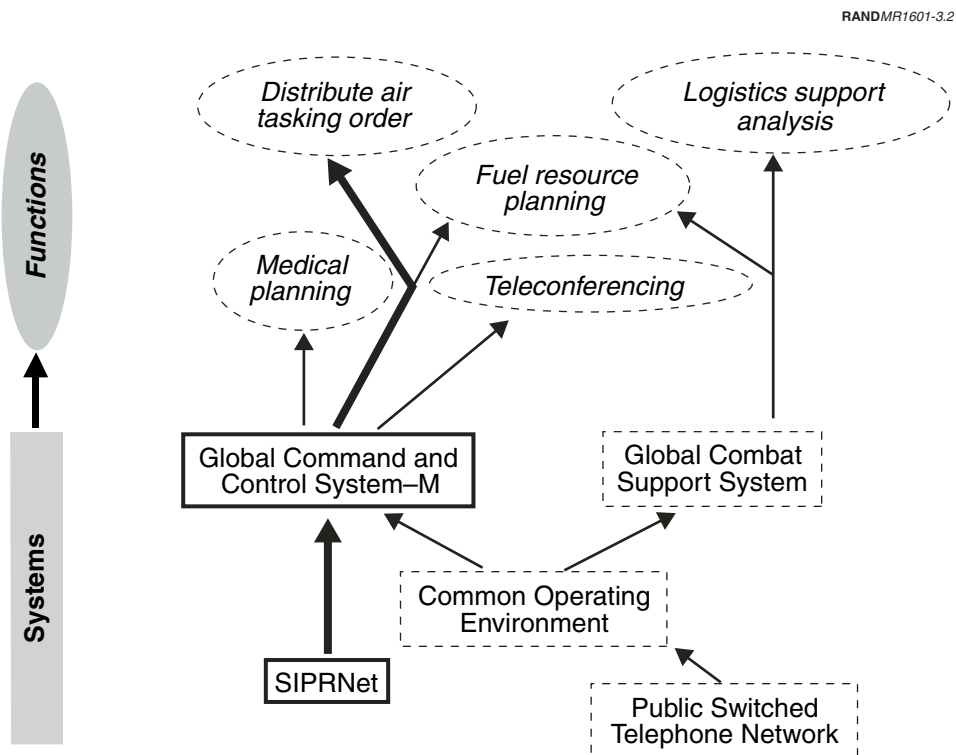 RANDMR1601-3.2
Distribute air
tasking order
Logistics support
analysis
Functions
Fuel resource
planning
Medical
planning
Teleconferencing
Global Command and
Control System–M
Global Combat
Support System
Systems
Common Operating
Environment
SIPRNet
Public Switched
Telephone Network